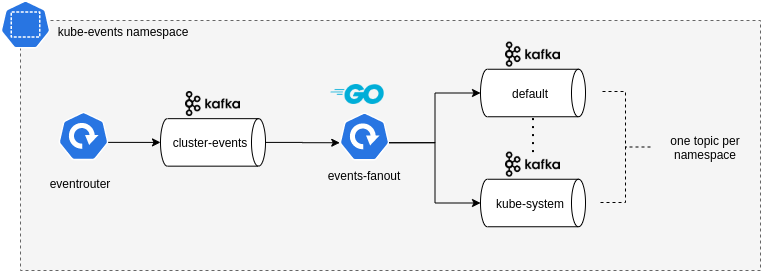 kube-events namespace
kafka
GO
kafka
cluster-events
default
eventrouter
events-fanout
one topic per
namespace
kafka
kube-system